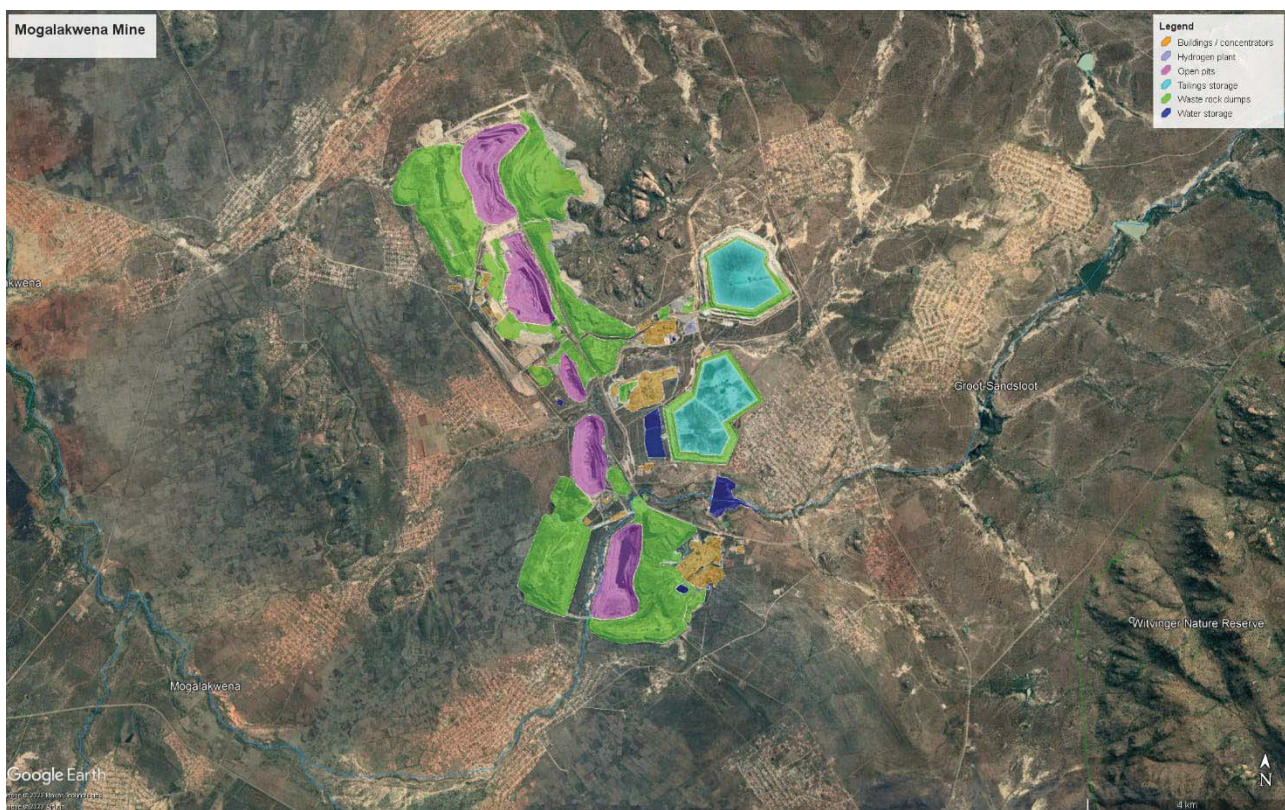 Mogalakwena Mine
Legend
Buildings / concentrators
Hydrogen plant
Open pits
Tailings storage
Waste rock dumps
Water storage
Groot-Sandsloot
Witvinger Nature Reserve
Mogalakwena
Google Earth
N
4 km